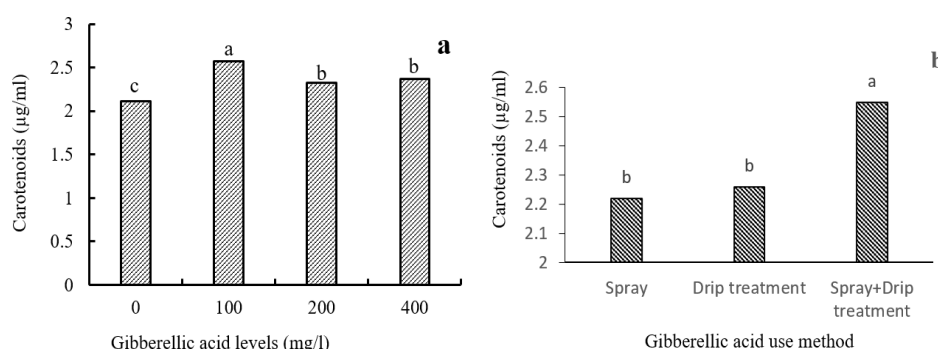 3
2.5
2
1.5
1
0.5
0
Carotenoids (µg/ml)
c
a
b
b
a
0 100 200 400
Gibberellic acid levels (mg/l)
b
2.6
2.5
2.4
2.3
2.2
2.1
2
Carotenoids (µg/ml)
b
b
a
Spray Drip treatment Spray+Drip
treatment
Gibberellic acid use method